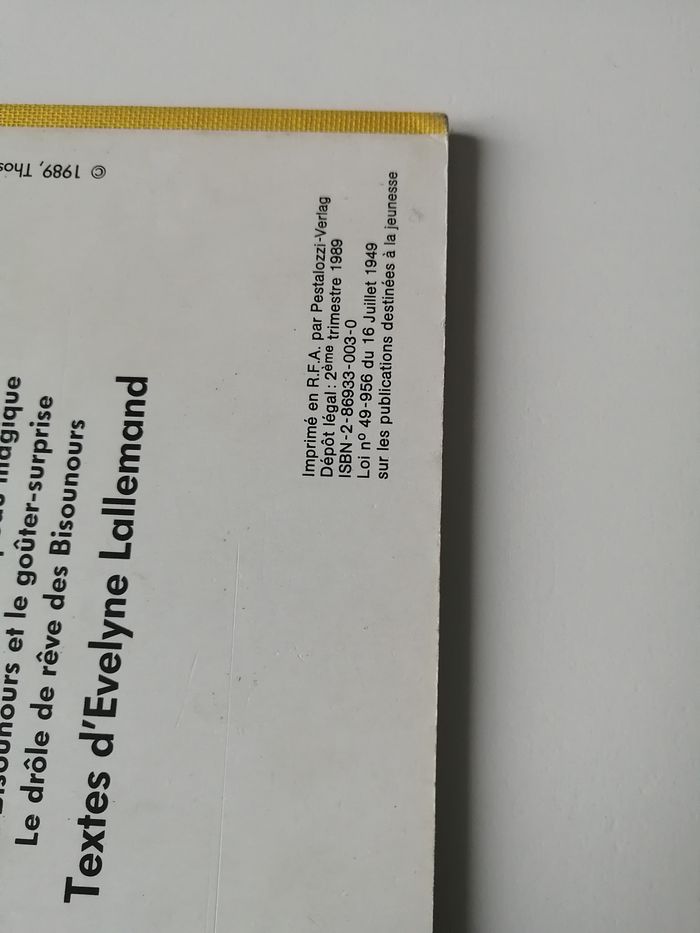 magique
Bisounours et le goûter-surprise
Le drôle de rêve des Bisounours
Textes d'Evelyne Lallemand
Imprimé en R.F.A. par Pestalozzi-Verlag
Dépôt légal : 2ème trimestre 1989
ISBN-2-86933-003-0
Loi nº 49-956 du 16 Juillet 1949
sur les publications destinées à la jeunesse
© 1989,